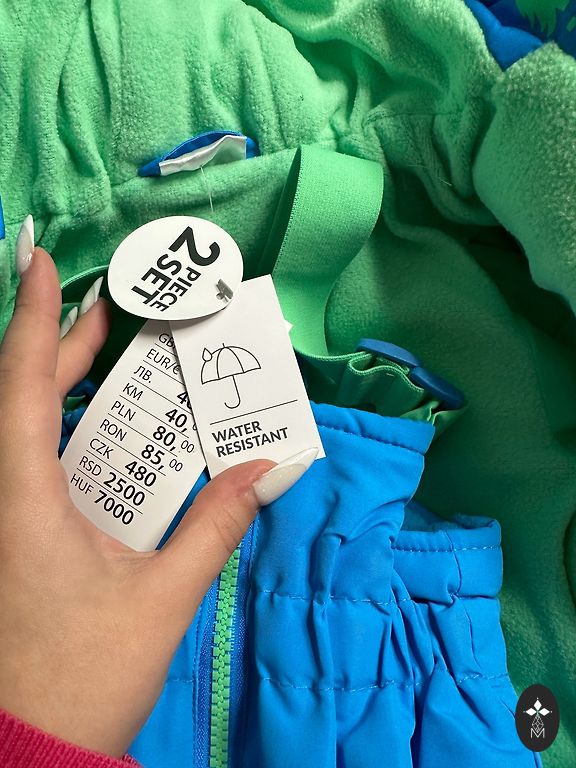 2
PIECE
SET
WATER
RESISTANT
GB
EUR/
ЛВ. 4
KM 40,
PLN 80,00
RON 85,00
CZK 480
RSD 2500
HUF 7000
M